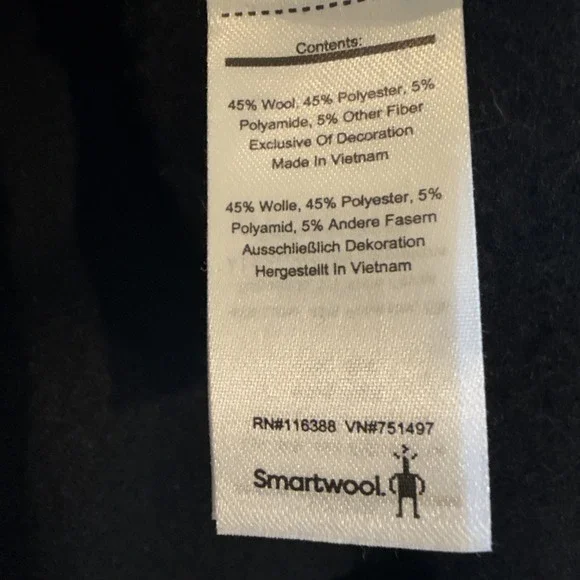 Contents:
45% Wool, 45% Polyester, 5%
Polyamide, 5% Other Fiber
Exclusive Of Decoration
Made In Vietnam
45% Wolle, 45% Polyester, 5%
Polyamid, 5% Andere Fasern
Ausschließlich Dekoration
Hergestellt In Vietnam
RN#116388 VN#751497
Smartwool.